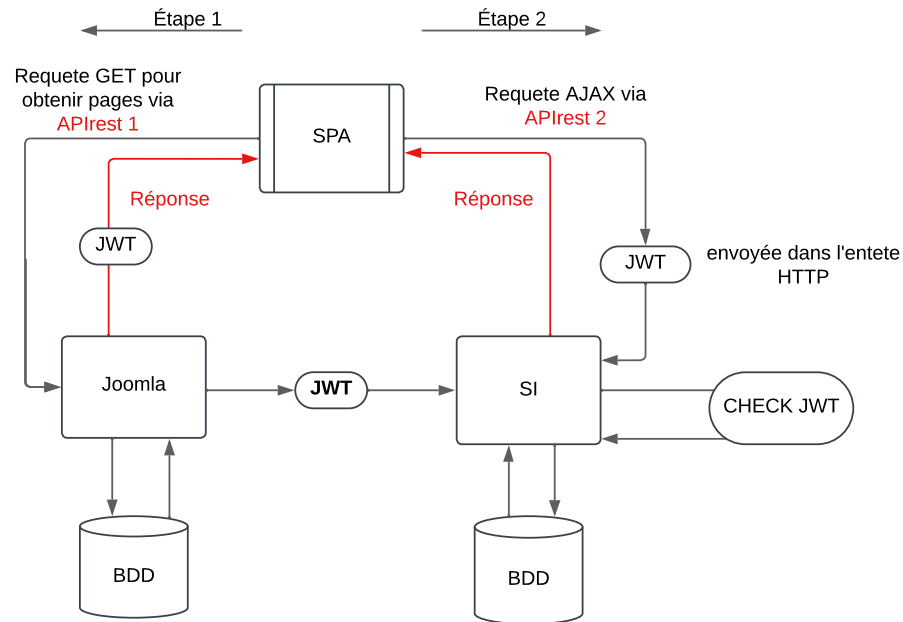 Étape 1
Étape 2
Requete GET pour
obtenir pages via
APIrest 1
SPA
Requete AJAX via
APIrest 2
Réponse
Réponse
JWT
JWT
envoyée dans l'entete
HTTP
Joomla
JWT
SI
CHECK JWT
BDD
BDD